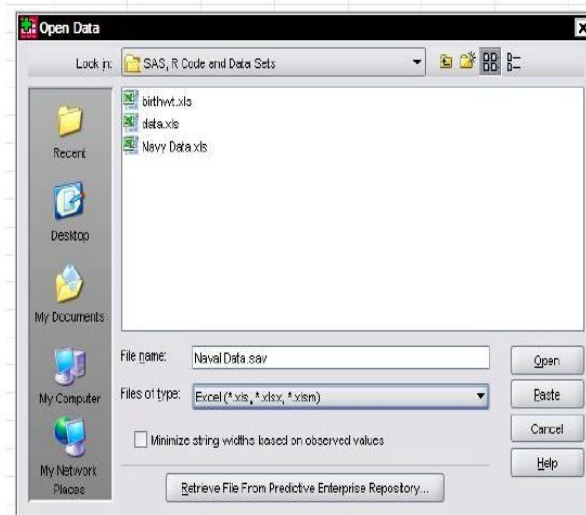 Open Data
Look in: SAS, R Code and Data Sets
birthwt.xls
data.xls
Navy Data.xls
Recent
Desktop
My Documents
My Computer
My Network Places
File name: Naval Data.sav
Files of type: Excel (*.xls, *.xlsx, *.xlsm)
Minimize string widths based on observed values
Retrieve File From Predictive Enterprise Repository...
Open
Paste
Cancel
Help